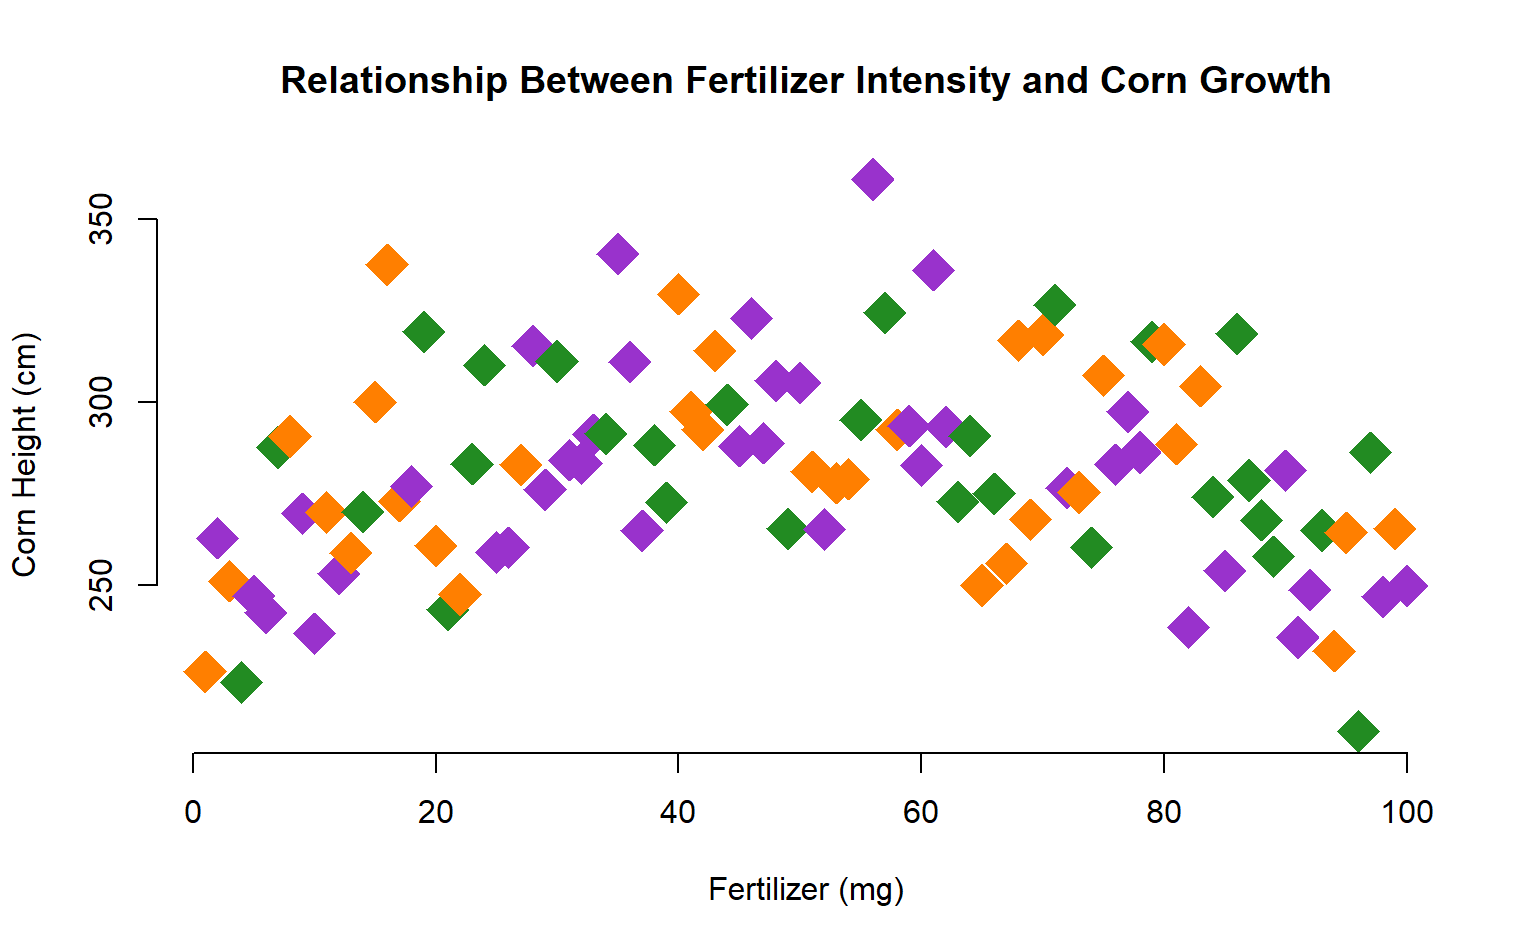 Relationship Between Fertilizer Intensity and Corn Growth
350
300
250
Corn Height (cm)
0 20 40 60 80 100
Fertilizer (mg)